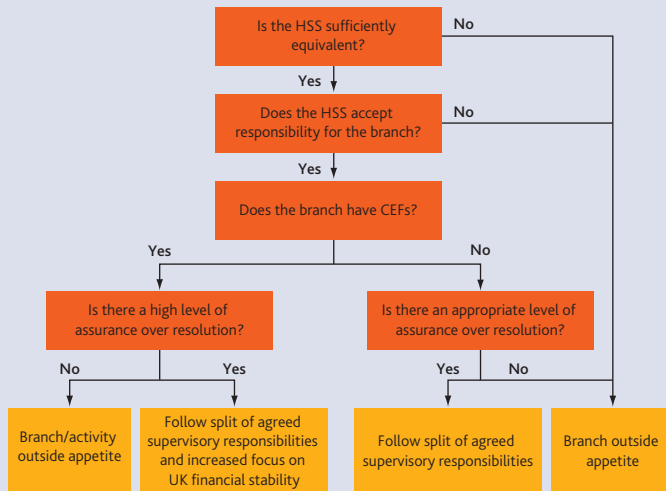 Is the HSS sufficiently
equivalent?
No
Yes
Does the HSS accept
responsibility for the branch?
No
Yes
Does the branch have CEFs?
Yes
No
Is there a high level of
assurance over resolution?
Is there an appropriate level of
assurance over resolution?
No
Yes
Yes
No
Branch/activity
outside appetite
Follow split of agreed
supervisory responsibilities
and increased focus on
UK financial stability
Follow split of agreed
supervisory responsibilities
Branch outside
appetite